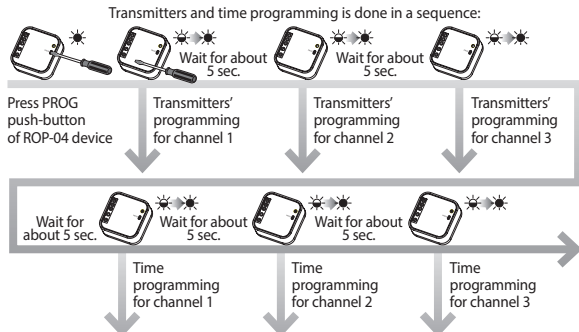 Transmitters and time programming is done in a sequence:
Wait for about
5 sec.
Wait for about
5 sec.
Press PROG
push-button
of ROP-04 device
Transmitters'
programming
for channel 1
Transmitters'
programming
for channel 2
Transmitters'
programming
for channel 3
Wait for
about 5 sec.
Wait for about
5 sec.
Wait for about
5 sec.
Time
programming
for channel 1
Time
programming
for channel 2
Time
programming
for channel 3